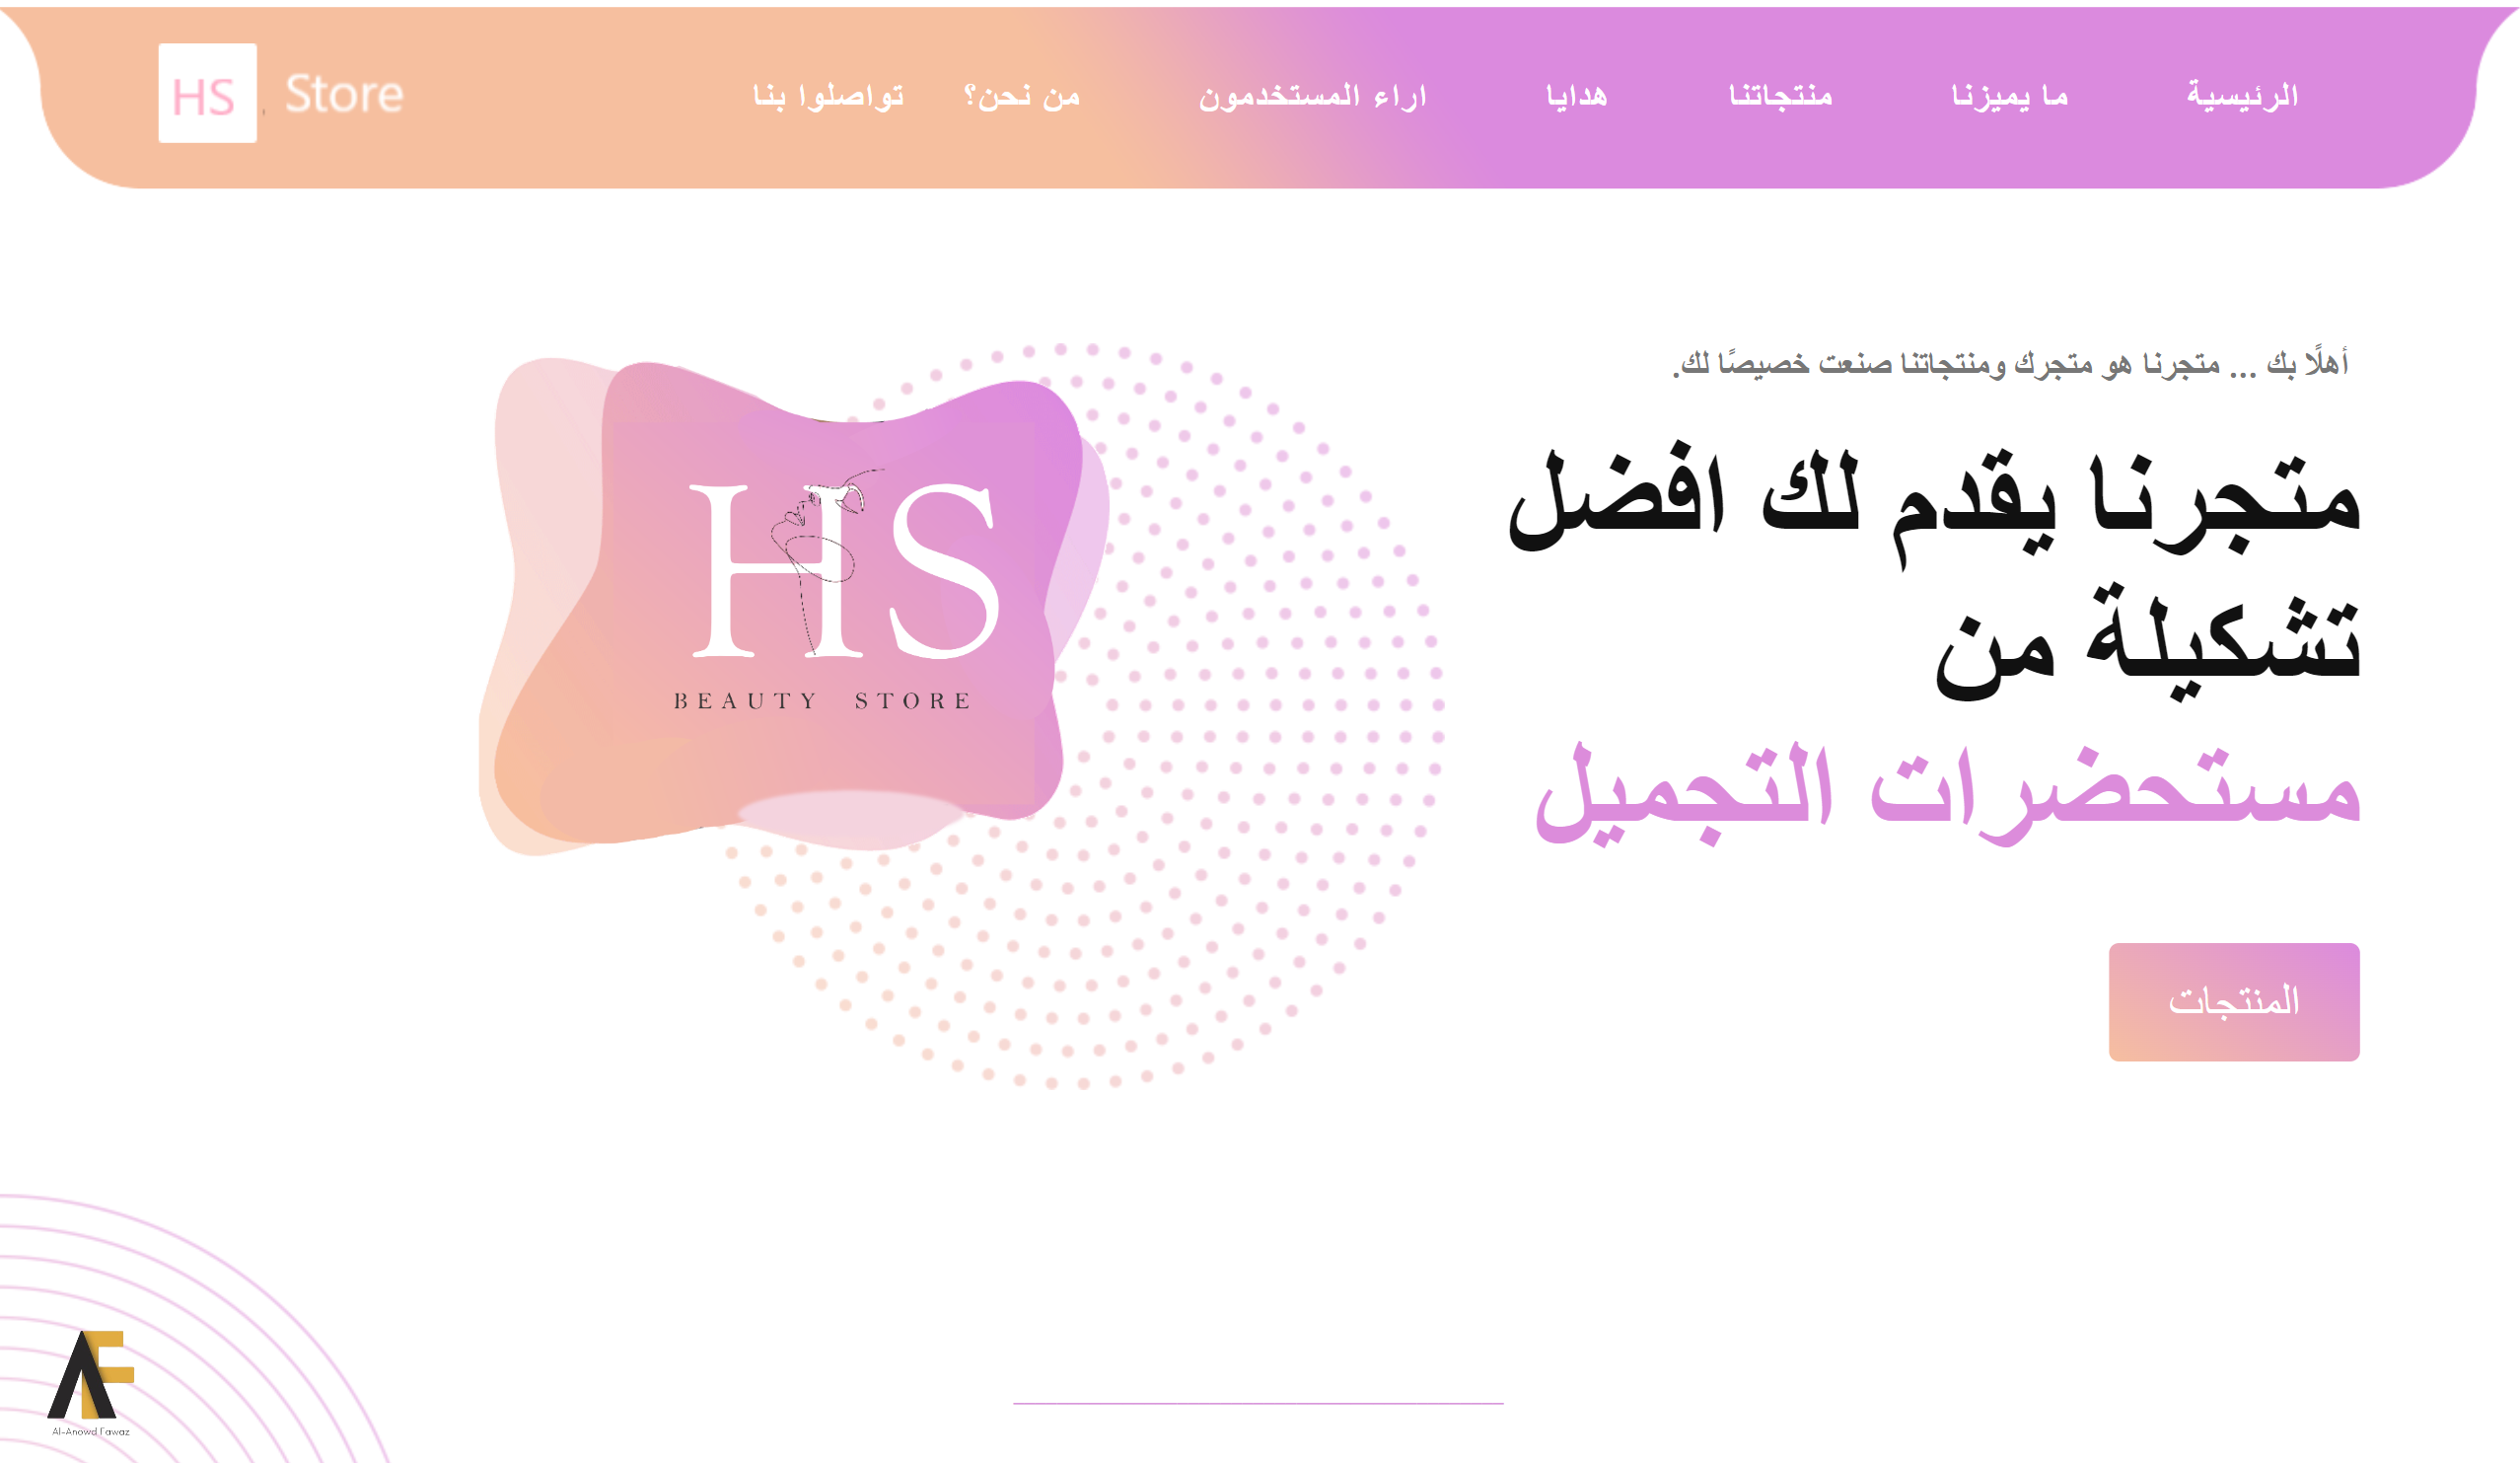 الرئيسية
ما يميزنا
منتجاتنا
هدايا
اراء المستخدمون
من نحن؟
تواصلوا بنا
HS. Store
أهلًا بك ... متجرنا هو متجرك ومنتجاتنا صنعت خصيصًا لك.
متجرنا يقدم لك افضل
تشكيلة من
مستحضرات التجميل
المنتجات
HS
BEAUTY STORE
AF
Al-Anowd Fawaz